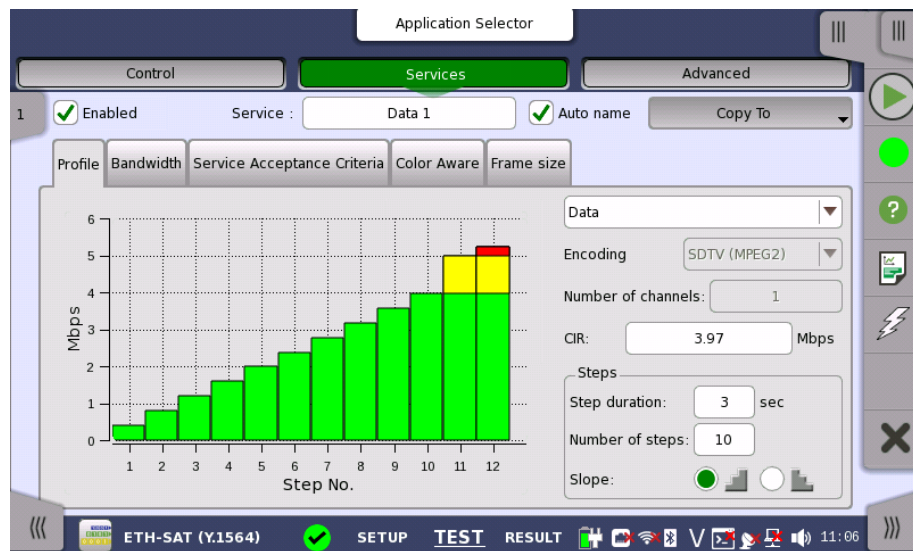 Application Selector
Control Services Advanced
1 Enabled Service : Data 1 Auto name Copy To
Profile Bandwidth Service Acceptance Criteria Color Aware Frame size
6
5
4
3
2
1
0
Mbps
1 2 3 4 5 6 7 8 9 10 11 12
Step No.
Data
Encoding SDTV (MPEG2)
Number of channels: 1
CIR: 3.97 Mbps
Steps
Step duration: 3 sec
Number of steps: 10
Slope:
?
((( ETH-SAT (Y.1564) SETUP TEST RESULT V 11:06 )))